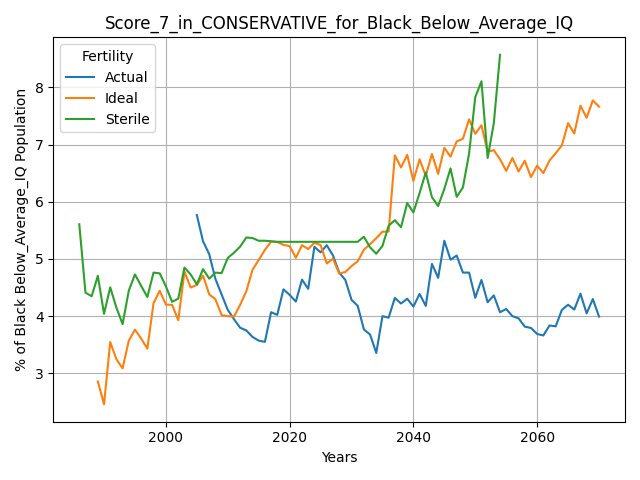 Score_7_in_CONSERVATIVE_for_Black_Below_Average_IQ
Fertility
Actual
Ideal
Sterile
% of Black Below_Average_IQ Population
8
7
6
5
4
3
2000
2020
2040
2060
Years